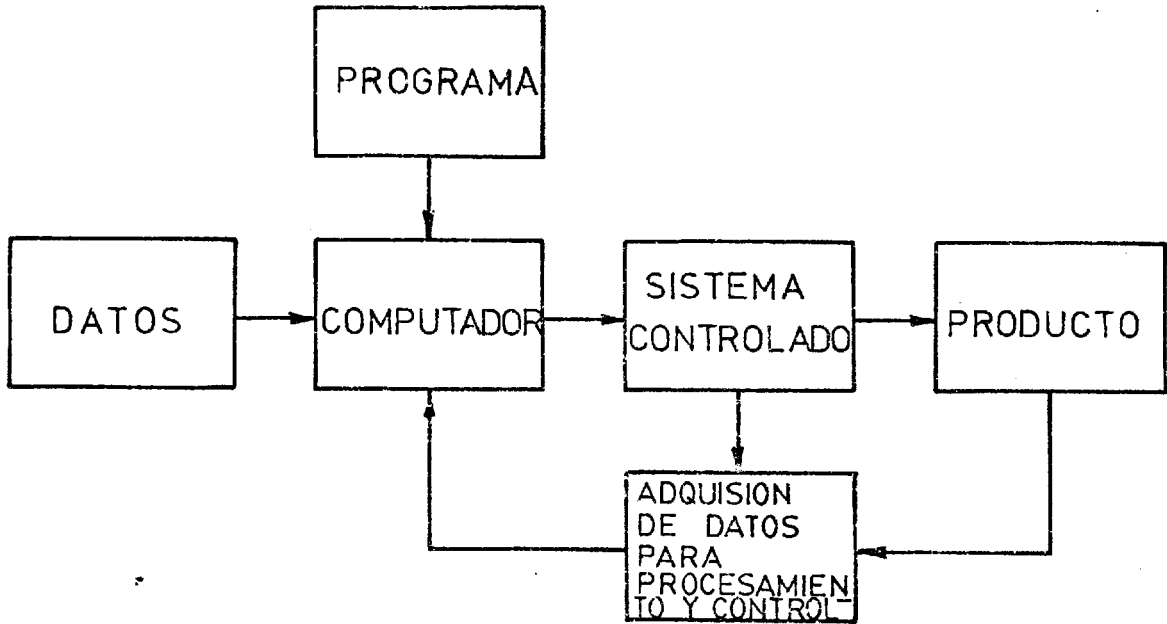 PROGRAMA
DATOS
COMPUTADOR
SISTEMA
CONTROLADO
PRODUCTO
ADQUISION
DE DATOS
PARA
PROCESAMIEN
TO Y CONTROL